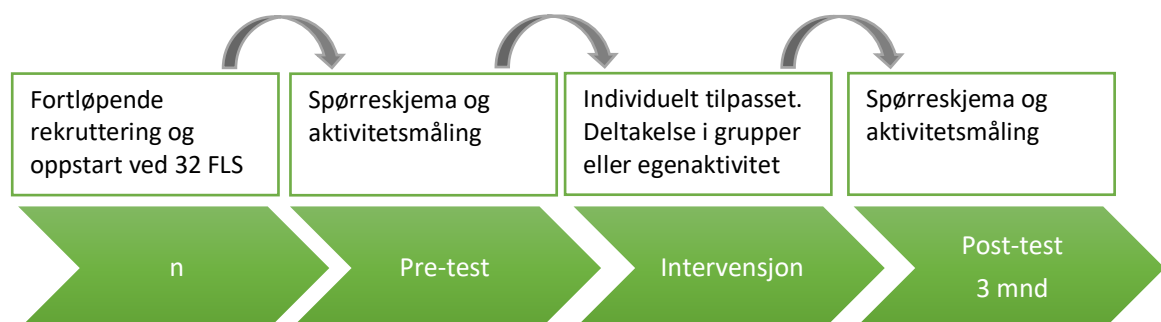 Fortløpende
rekruttering og
oppstart ved 32 FLS
Spørreskjema og
aktivitetsmåling
Individuelt tilpasset.
Deltakelse i grupper
eller egenaktivitet
Spørreskjema og
aktivitetsmåling
n
Pre-test
Intervensjon
Post-test
3 mnd